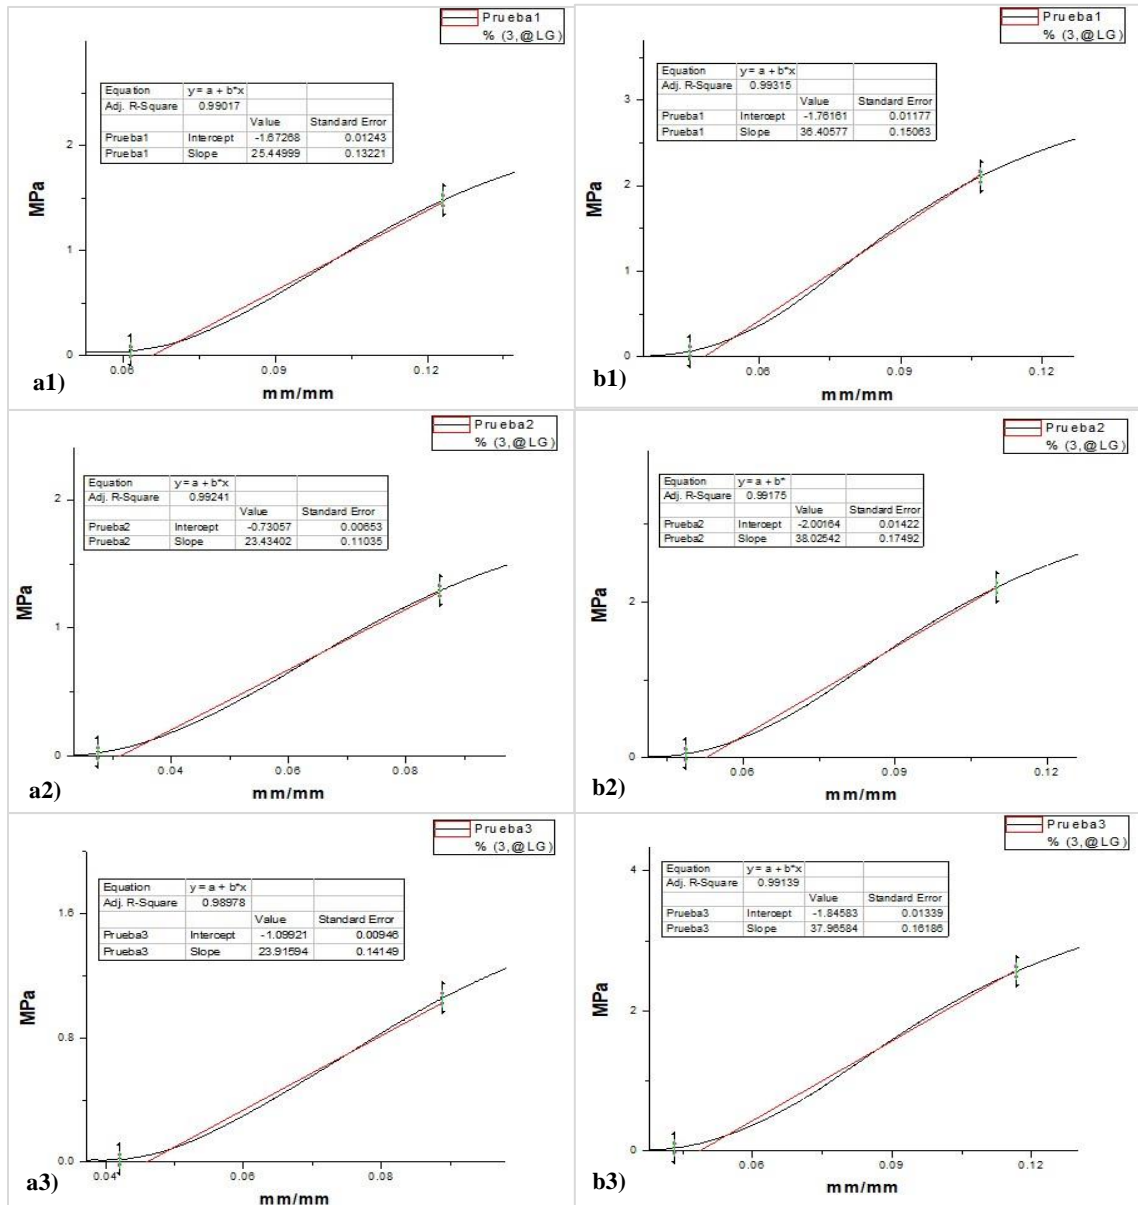 Prueba1
% (3,@LG)
Equation y = a + b*x
Adj. R-Square 0.99017
Value Standard Error
Prueba1 Intercept -1.67268 0.01243
Prueba1 Slope 25.44999 0.13221
2
1
0
MPa
0.06 0.12
mm/mm
a1)
Prueba1
% (3,@LG)
Equation y = a + b*x
Adj. R-Square 0.99315
Value Standard Error
Prueba1 Intercept -1.76161 0.01177
Prueba1 Slope 36.40577 0.15063
3
2
1
0
MPa
0.06 0.09 0.12
mm/mm
b1)
Prueba2
% (3,@LG)
Equation y = a + b*x
Adj. R-Square 0.99241
Value Standard Error
Prueba2 Intercept -0.73057 0.00653
Prueba2 Slope 23.43402 0.11035
2
1
0
MPa
0.04 0.06 0.08
mm/mm
a2)
Prueba2
% (3,@LG)
Equation y = a + b*
Adj. R-Square 0.99175
Value Standard Error
Prueba2 Intercept -2.00164 0.01422
Prueba2 Slope 38.02542 0.17492
2
0
MPa
0.06 0.09 0.12
mm/mm
b2)
Prueba3
% (3,@LG)
Equation y = a + b*x
Adj. R-Square 0.98978
Value Standard Error
Prueba3 Intercept -1.09921 0.00946
Prueba3 Slope 23.91594 0.14149
1.6
0.8
0.0
MPa
0.04 0.06 0.08
mm/mm
a3)
Prueba3
% (3,@LG)
Equation y = a + b*x
Adj. R-Square 0.99139
Value Standard Error
Prueba3 Intercept -1.84583 0.01339
Prueba3 Slope 37.96584 0.16186
4
2
0
MPa
0.06 0.09 0.12
mm/mm
b3)